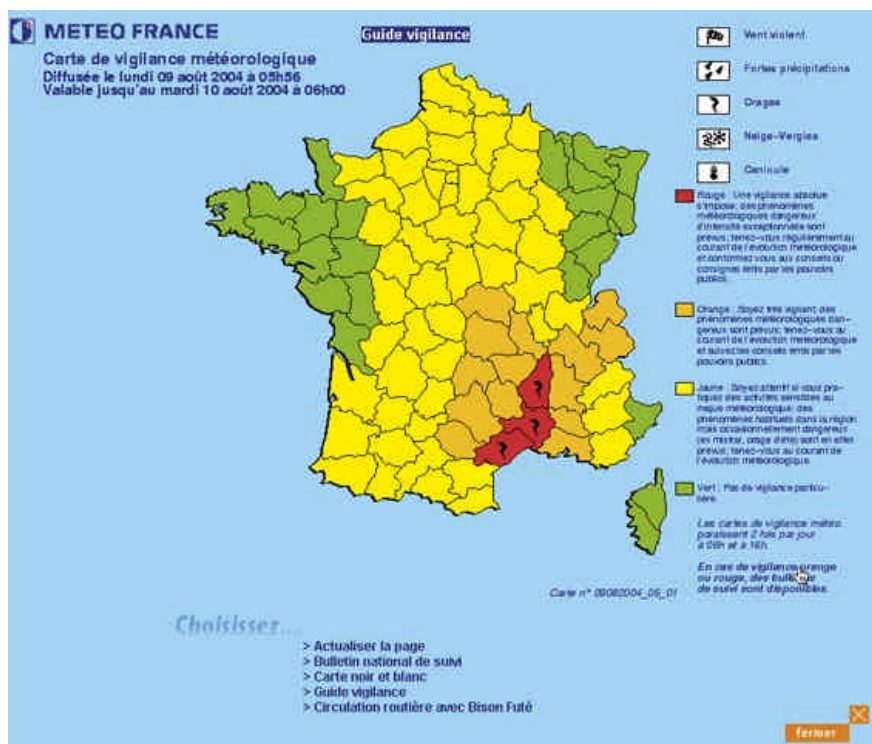 METEO FRANCE
Guide vigilance
Carte de vigilance météorologique
Diffusée le lundi 09 août 2004 à 05h56
Valable jusqu'au mardi 10 août 2004 à 06h00
Vent violent
Fortes précipitations
Orages
Neige-Verglas
Canicule
Rouge : Une vigilance absolue
s'impose; des phénomènes
météorologiques dangereux
d'intensité exceptionnelle sont
prévus; tenez-vous régulièrement au
courant de l'évolution météorologique
et conformez vous aux conseils ou
consignes émis par les pouvoirs
publics.
Orange : Soyez très vigilant; des
phénomènes météorologiques dan-
gereux sont prévus; tenez-vous au
courant de l'évolution météorologique
et suivez les conseils émis par les
pouvoirs publics.
Jaune : Soyez attentif si vous pra-
tiquez des activités sensibles au
risque météorologique; des
phénomènes habituels dans la région
mais occasionnellement dangereux
(ex mistral, orage d'été) sont en effet
prévus; tenez-vous au courant de
l'évolution météorologique.
Vert : Pas de vigilance particu-
lière.
Les cartes de vigilance météo
paraissent 2 fois par jour
à 06h et à 16h.
En cas de vigilance orange
ou rouge, des
de suivi sont disponibles.
Carte n° 09082004_06_01
Choisissez...
> Actualiser la page
> Bulletin national de suivi
> Carte noir et blanc
> Guide vigilance
> Circulation routière avec Bison Futé
fermer